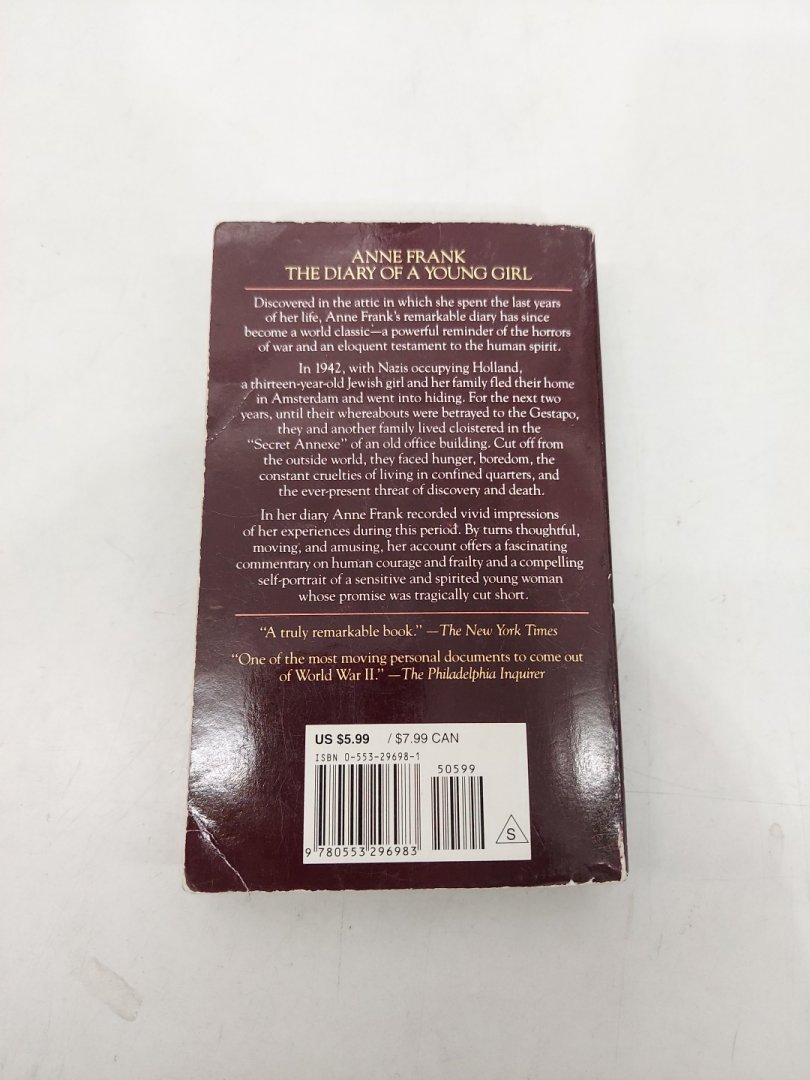 ANNE FRANK
THE DIARY OF A YOUNG GIRL
Discovered in the attic in which she spent the last years
of her life, Anne Frank's remarkable diary has since
become a world classic—a powerful reminder of the horrors
of war and an eloquent testament to the human spirit.
In 1942, with Nazis occupying Holland,
a thirteen-year-old Jewish girl and her family fled their home
in Amsterdam and went into hiding. For the next two
years, until their whereabouts were betrayed to the Gestapo,
they and another family lived cloistered in the
"Secret Annexe" of an old office building. Cut off from
the outside world, they faced hunger, boredom, the
constant cruelties of living in confined quarters, and
the ever-present threat of discovery and death.
In her diary Anne Frank recorded vivid impressions
of her experiences during this period. By turns thoughtful,
moving, and amusing, her account offers a fascinating
commentary on human courage and frailty and a compelling
self-portrait of a sensitive and spirited young woman
whose promise was tragically cut short.
"A truly remarkable book." —The New York Times
"One of the most moving personal documents to come out
of World War II." —The Philadelphia Inquirer
US $5.99 / $7.99 CAN
ISBN 0-553-29698-1
50599
S
9 780553 296983